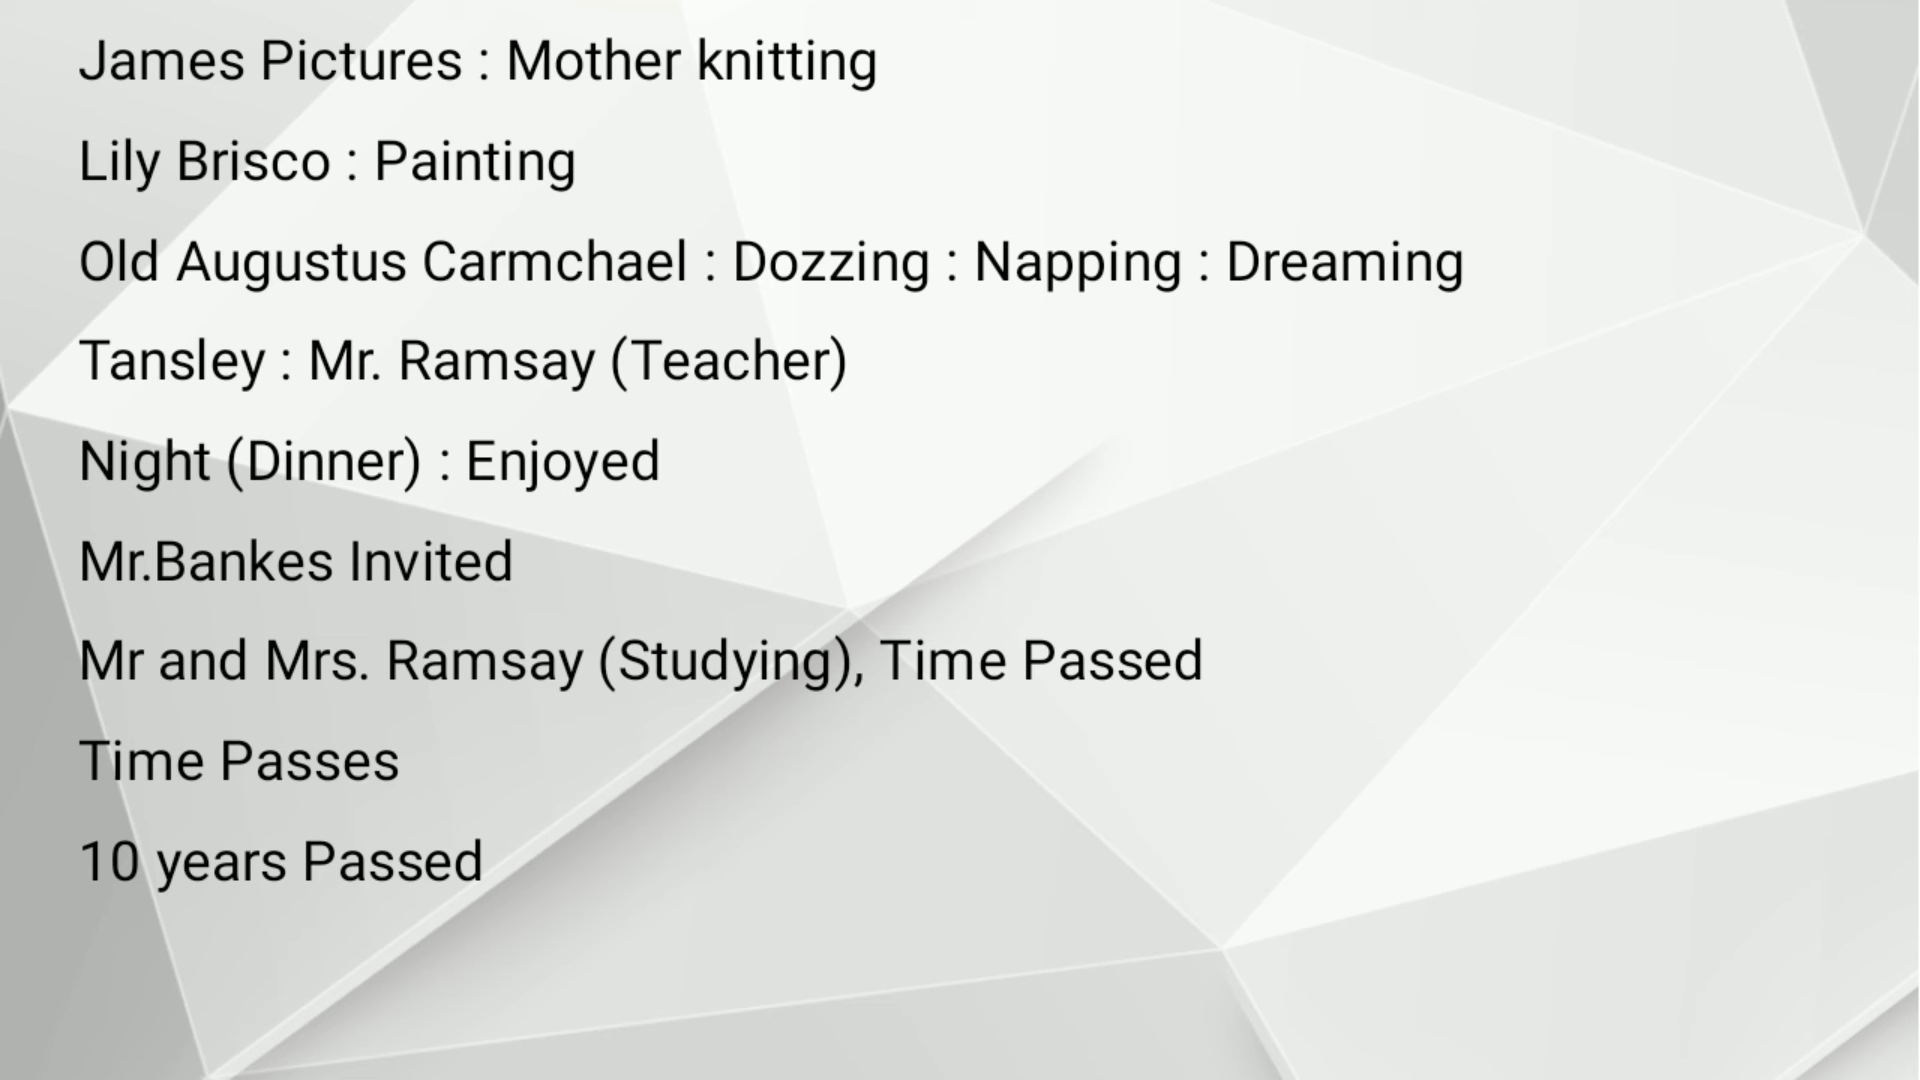 James Pictures : Mother knitting
Lily Brisco : Painting
Old Augustus Carmchael : Dozzing : Napping : Dreaming
Tansley : Mr. Ramsay (Teacher)
Night (Dinner) : Enjoyed
Mr.Bankes Invited
Mr and Mrs. Ramsay (Studying), Time Passed
Time Passes
10 years Passed